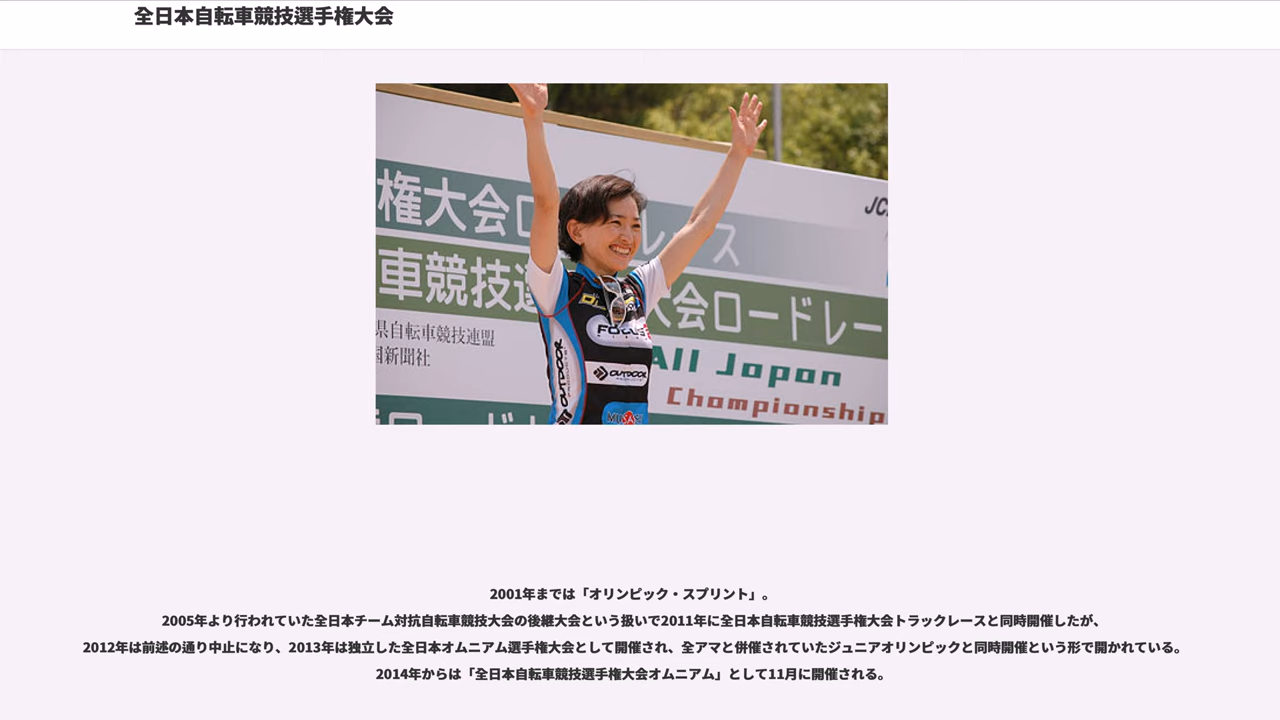 全日本自転車競技選手権大会
権大会ロードレース
JC
車競技選 大会ロードレー
県自転車競技連盟
国新聞社
All Japan
Championship
FOCUS
OUTDOOR
OUTDOOR
2001年までは「オリンピック・スプリント」。
2005年より行われていた全日本チーム対抗自転車競技大会の後継大会という扱いで2011年に全日本自転車競技選手権大会トラックレースと同時開催したが、
2012年は前述の通り中止になり、2013年は独立した全日本オムニアム選手権大会として開催され、全アマと併催されていたジュニアオリンピックと同時開催という形で開かれている。
2014年からは「全日本自転車競技選手権大会オムニアム」として11月に開催される。